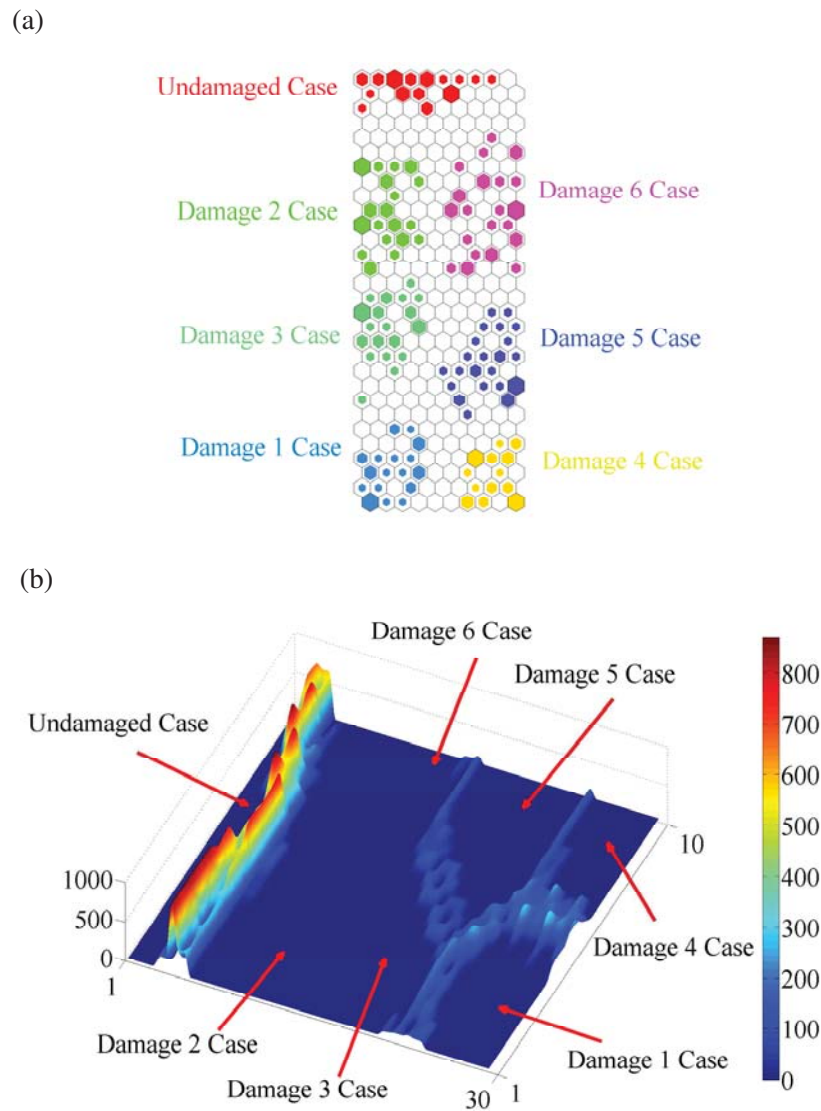 (a)
Undamaged Case
Damage 6 Case
Damage 2 Case
Damage 3 Case
Damage 5 Case
Damage 1 Case
Damage 4 Case
(b)
Damage 6 Case
Damage 5 Case
Undamaged Case
800
700
600
500
400
300
200
100
0
10
1000
500
0
1
Damage 4 Case
Damage 2 Case
Damage 1 Case
Damage 3 Case
30
1